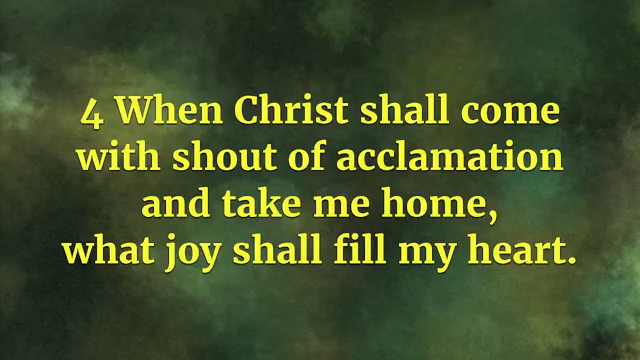 4 When Christ shall come
with shout of acclamation
and take me home,
what joy shall fill my heart.